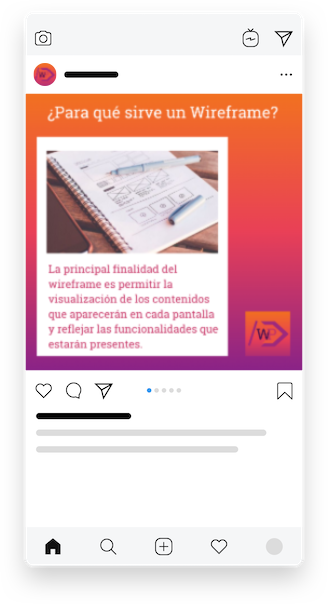 ¿Para qué sirve un Wireframe?
La principal finalidad del
wireframe es permitir la
visualización de los contenidos
que aparecerán en cada pantalla
y reflejar las funcionalidades que
estarán presentes.
W